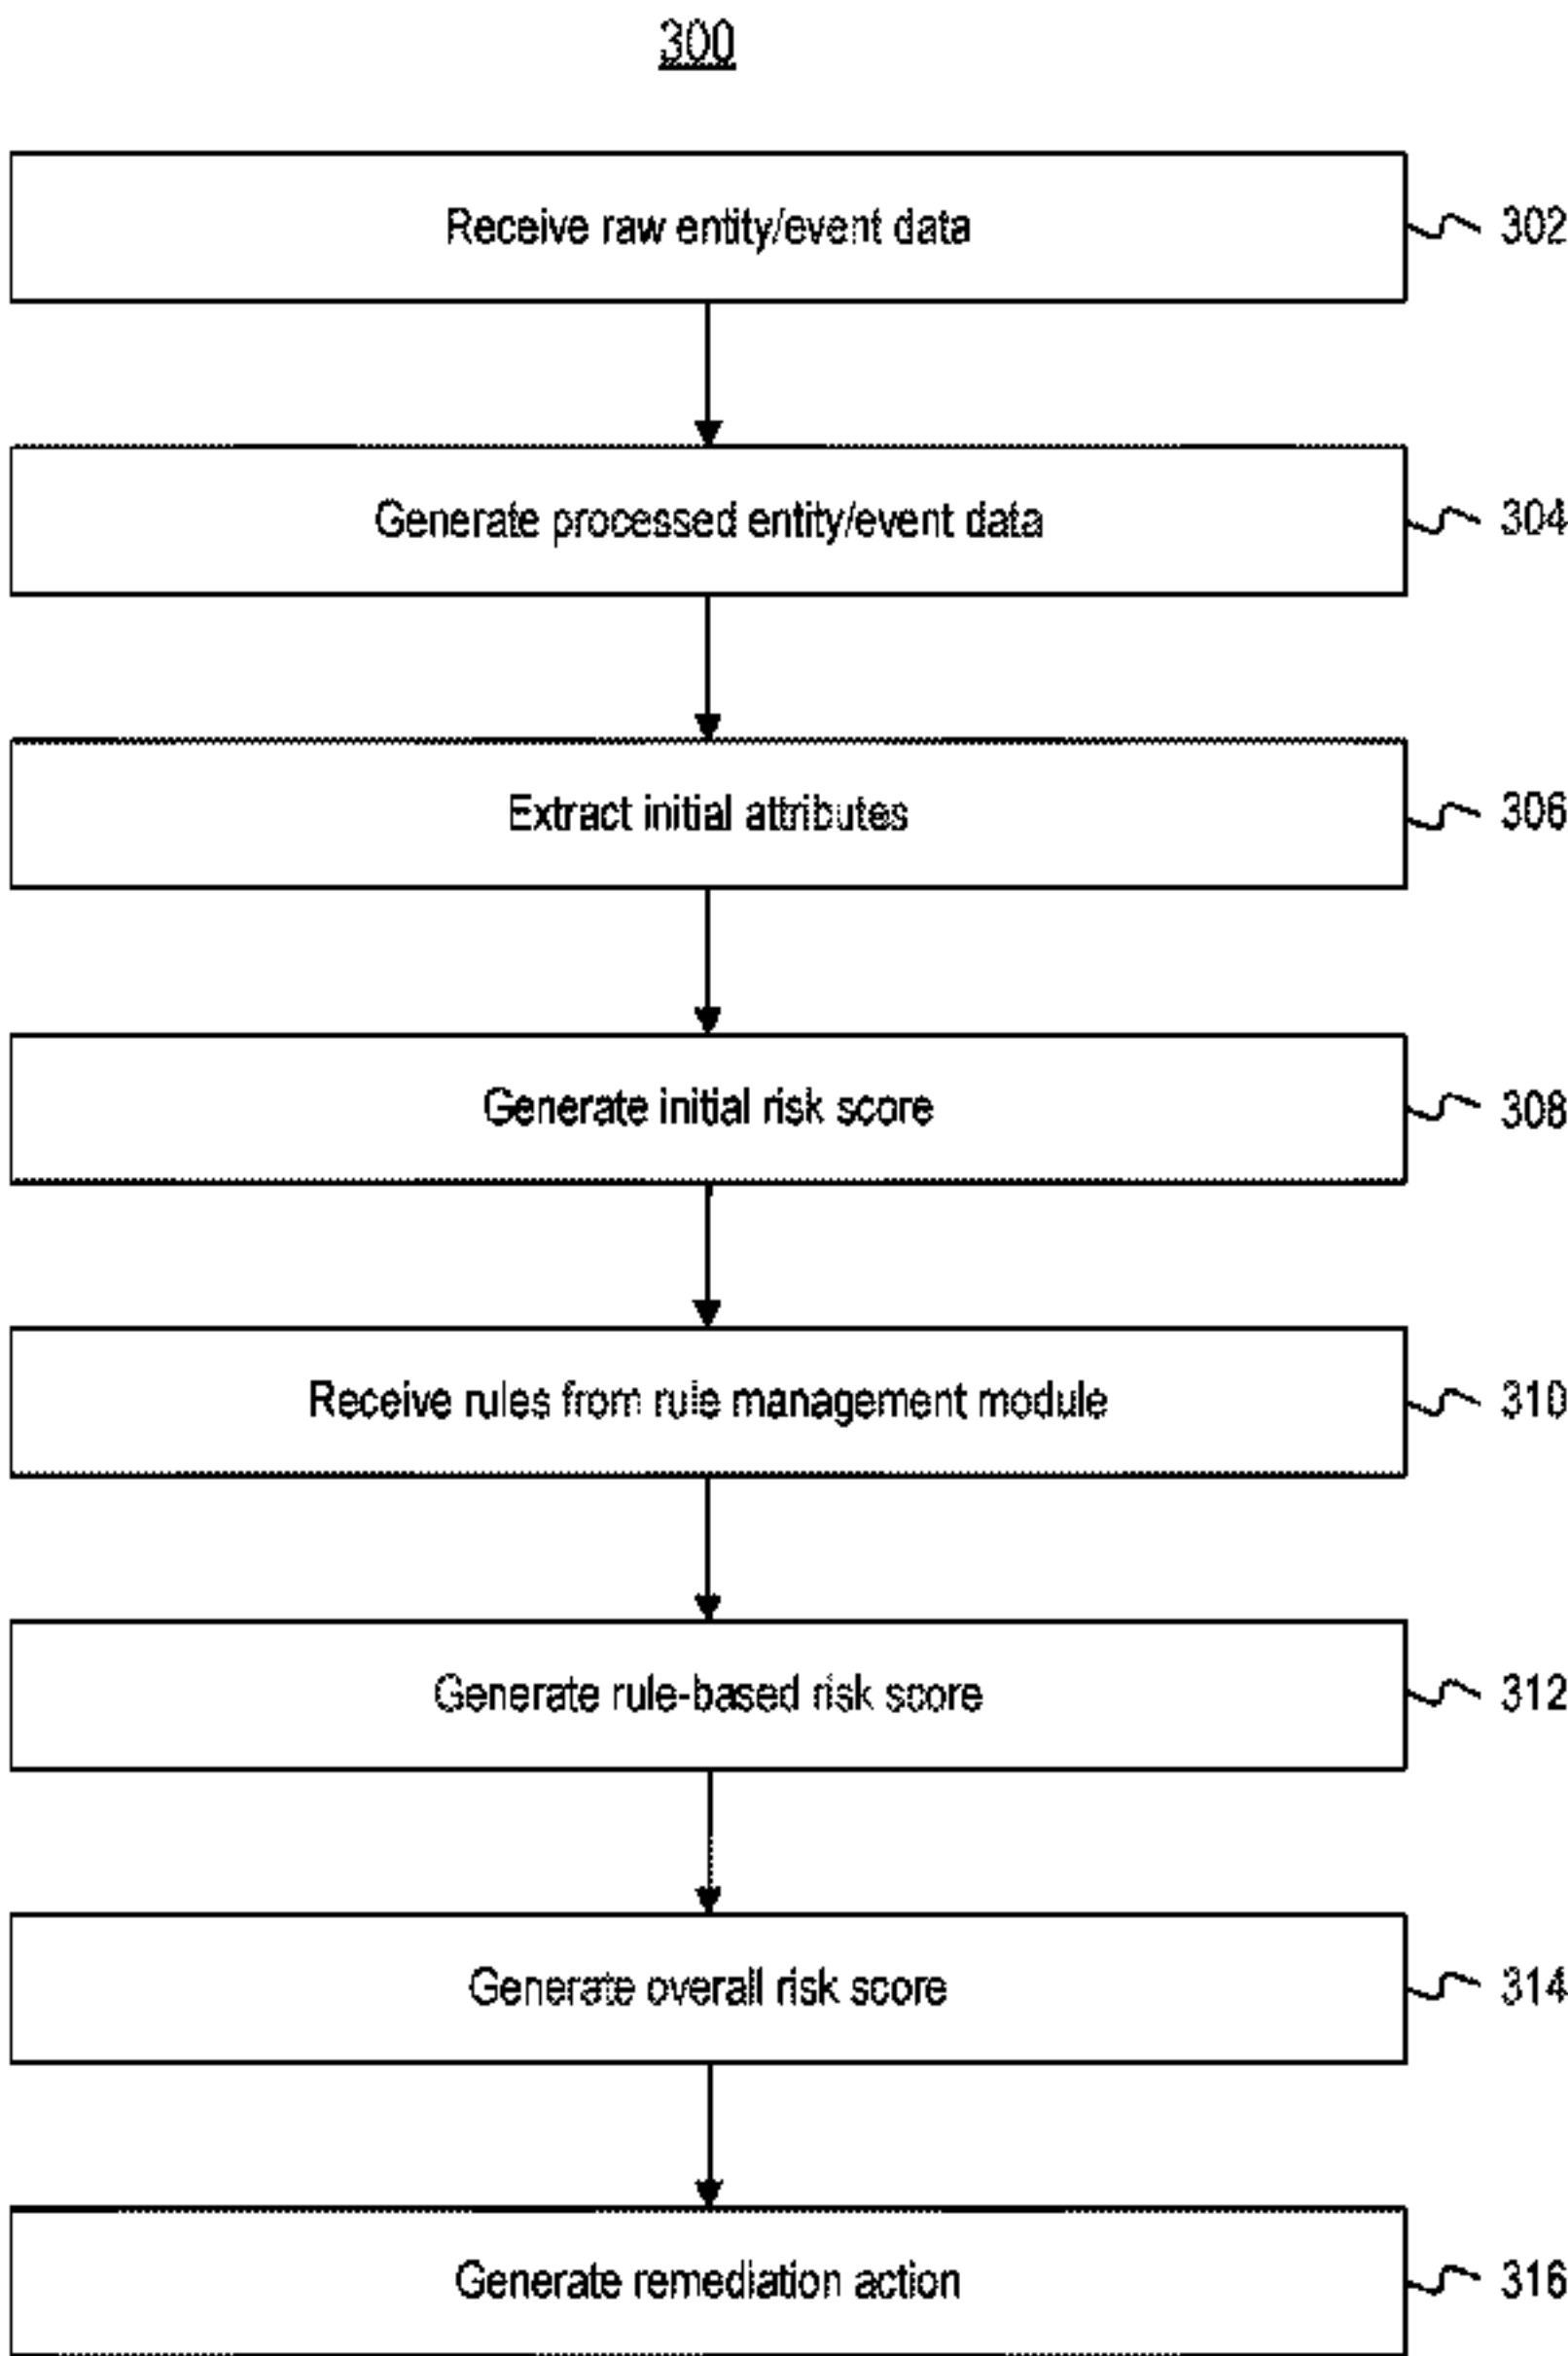 300
Receive raw entity/event data
302
Generate processed entity/event data
304
Extract initial attributes
306
Generate initial risk score
308
Receive rules from rule management module
310
Generate rule-based risk score
312
Generate overall risk score
314
Generate remediation action
316